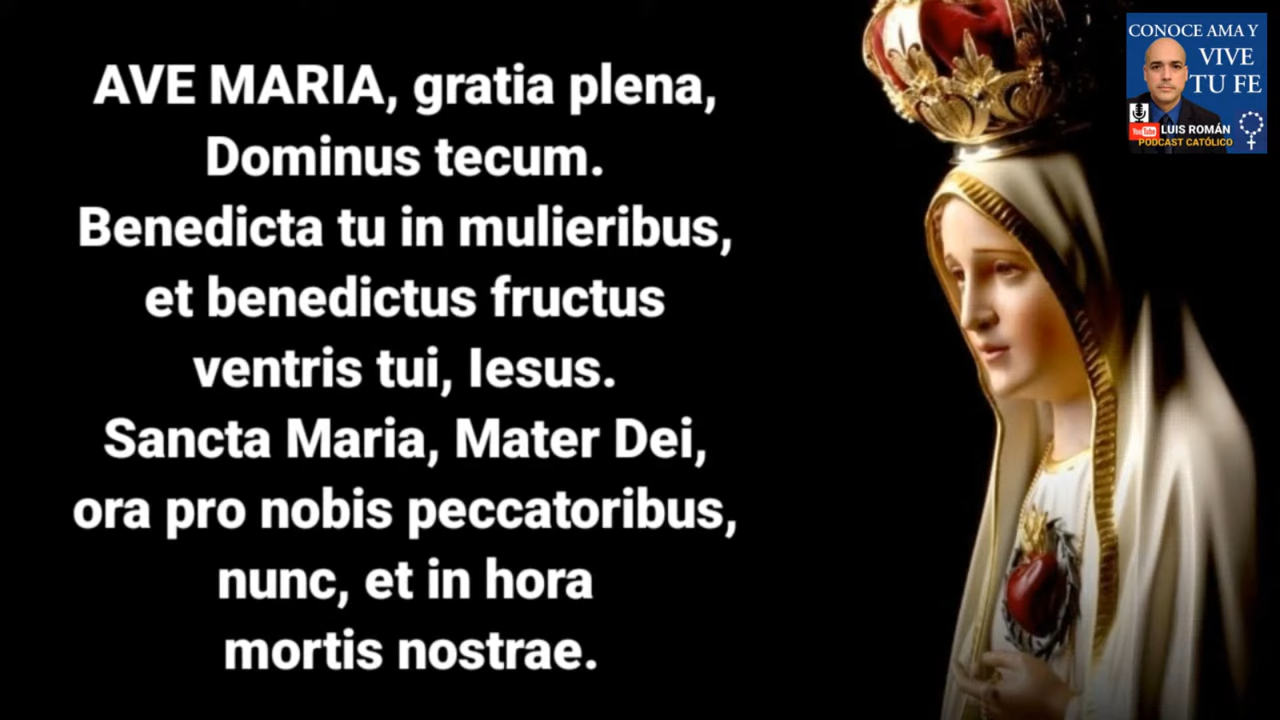 AVE MARIA, gratia plena,
Dominus tecum.
Benedicta tu in mulieribus,
et benedictus fructus
ventris tui, Iesus.
Sancta Maria, Mater Dei,
ora pro nobis peccatoribus,
nunc, et in hora
mortis nostrae.
CONOCE AMA Y
VIVE
TU FE
YouTube LUIS ROMÁN
PODCAST CATÓLICO